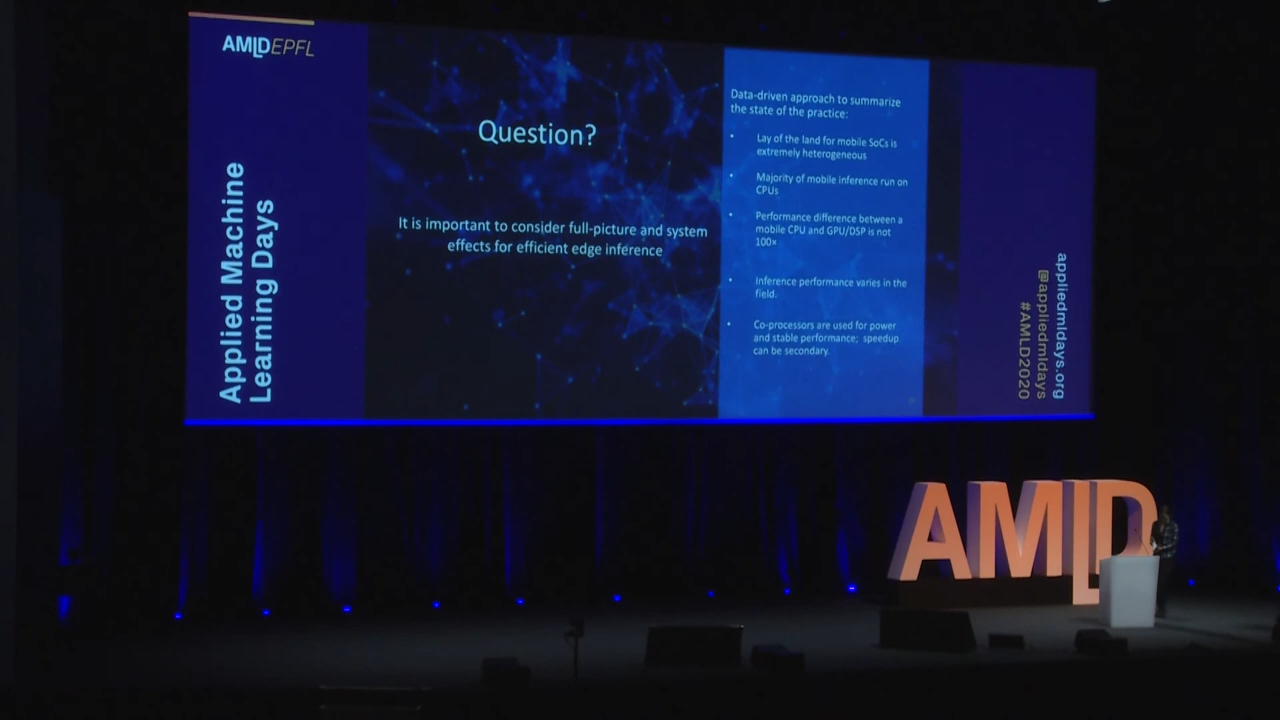 AMLD EPFL
Applied Machine
Learning Days
Question?
It is important to consider full-picture and system
effects for efficient edge inference
Data-driven approach to summarize
the state of the practice:
• Lay of the land for mobile SoCs is
extremely heterogeneous
• Majority of mobile inference run on
CPUs
• Performance difference between a
mobile CPU and GPU/DSP is not
100×
• Inference performance varies in the
field.
• Co-processors are used for power
and stable performance; speedup
can be secondary.
appliedmldays.org
@appliedmldays
#AMLD2020
AMLD